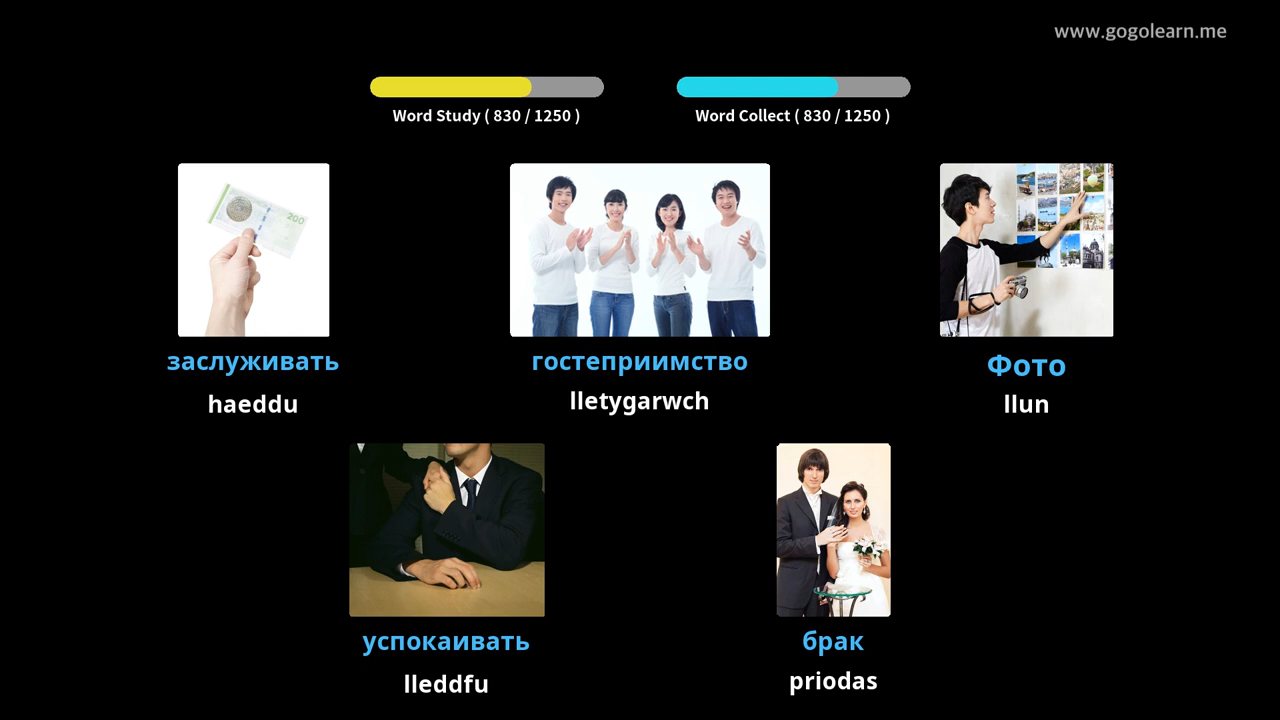 www.gogolearn.me
Word Study ( 830 / 1250 )
Word Collect ( 830 / 1250 )
200
заслуживать
haeddu
гостеприимство
lletygarwch
Фото
llun
успокаивать
lleddfu
брак
priodas